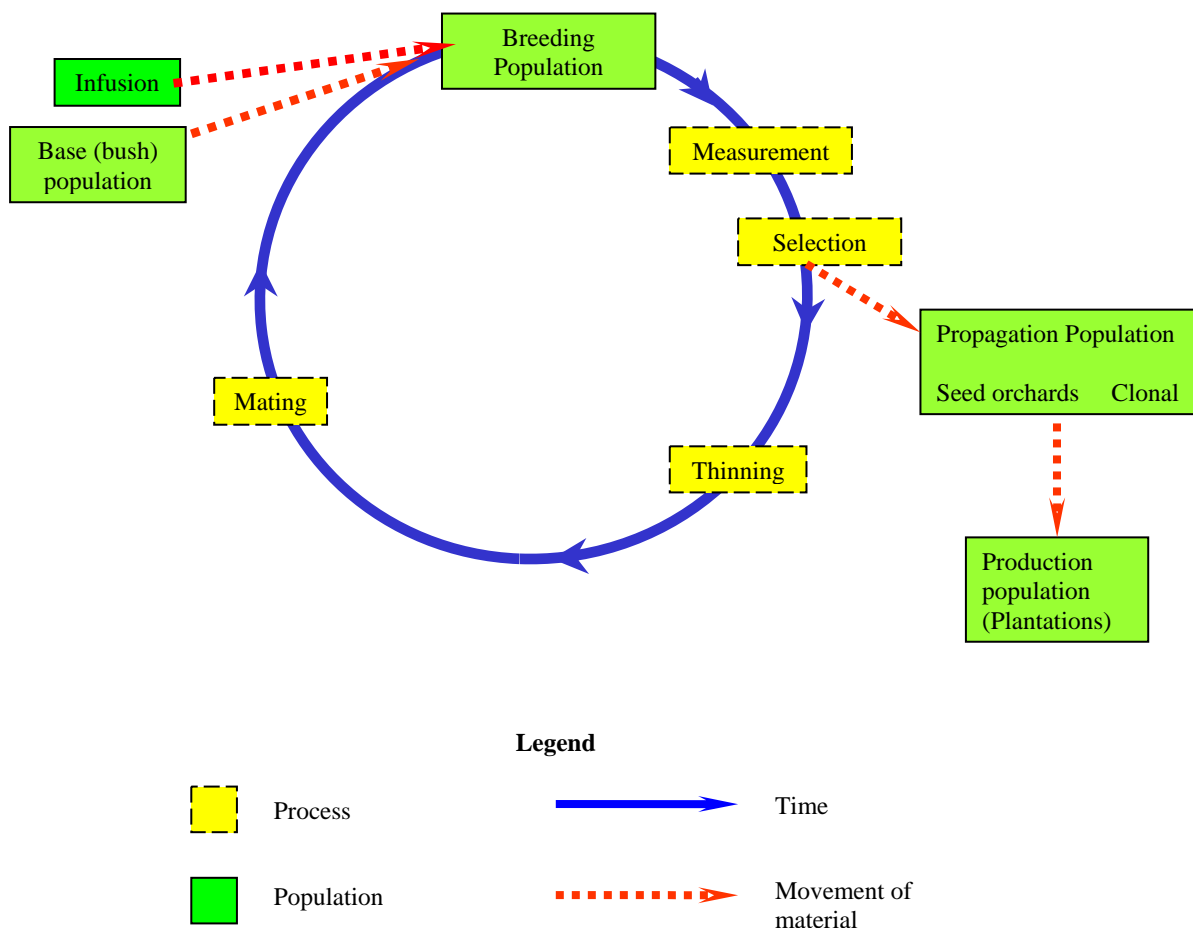 Breeding
Population
Infusion
Base (bush)
population
Measurement
Selection
Propagation Population
Seed orchards Clonal
Mating
Thinning
Production
population
(Plantations)
Legend
Process
Time
Population
Movement of
material